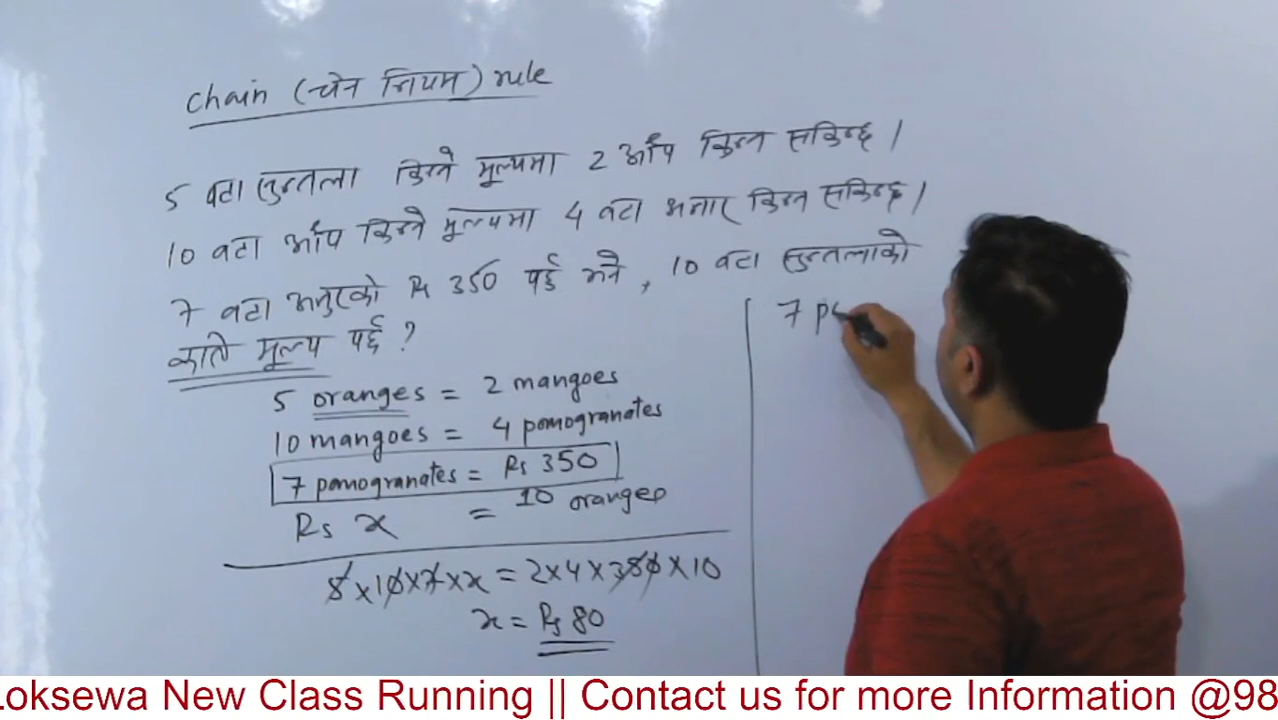 chain (चेन नियम) rule
5 वटा सुन्तला किन्ने मूल्यमा 2 आँप किन्न सकिन्छ ।
10 वटा आँप किन्ने मूल्यमा 4 वटा अनार किन्न सकिन्छ ।
7 वटा अनारको Rs 350 पर्छ भने , 10 वटा सुन्तलाको
कति मूल्य पर्छ ?
5 oranges = 2 mangoes
10 mangoes = 4 pomogranates
7 pomogranates = Rs 350
Rs x = 10 oranges
5 x 10 x 7 x x = 2 x 4 x 350 x 10
x = Rs 80
7 po
Loksewa New Class Running || Contact us for more Information @98